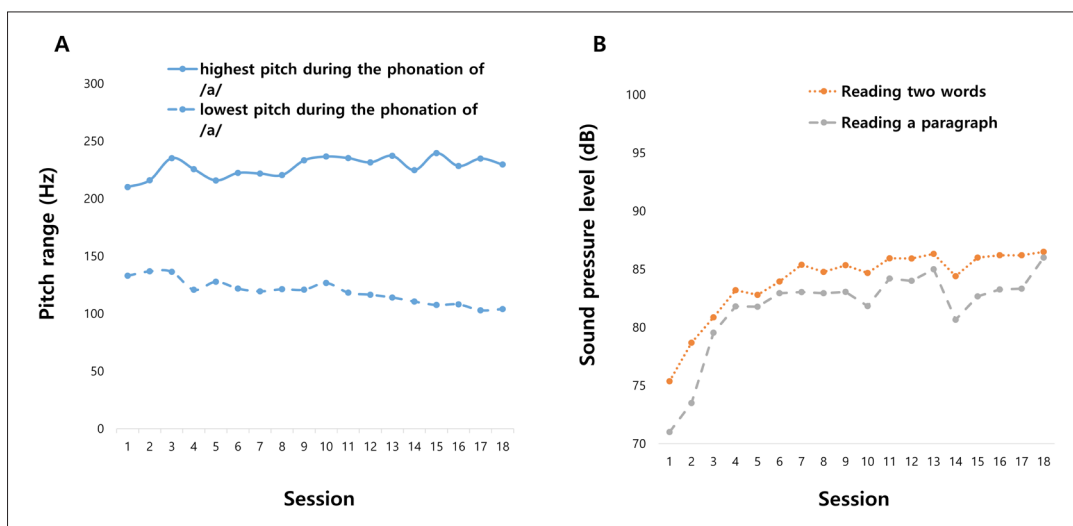 A
highest pitch during the phonation of
/a/
lowest pitch during the phonation of
/a/
300
250
200
150
100
50
0
Pitch range (Hz)
1 2 3 4 5 6 7 8 9 10 11 12 13 14 15 16 17 18
Session
B
Reading two words
Reading a paragraph
100
95
90
85
80
75
70
Sound pressure level (dB)
1 2 3 4 5 6 7 8 9 10 11 12 13 14 15 16 17 18
Session